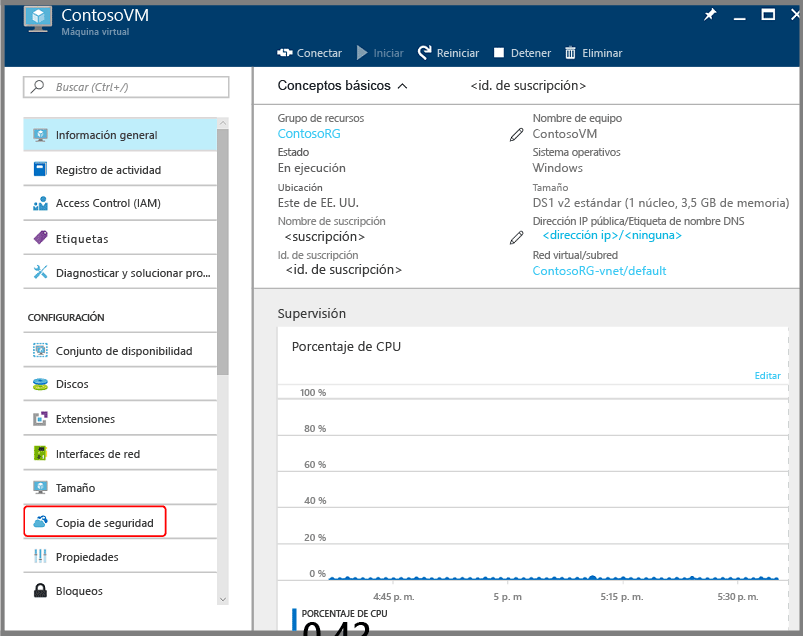 ContosoVM
Máquina virtual
Conectar Iniciar Reiniciar Detener Eliminar
Buscar (Ctrl+/)
Información general
Registro de actividad
Access Control (IAM)
Etiquetas
Diagnosticar y solucionar pro...
CONFIGURACIÓN
Conjunto de disponibilidad
Discos
Extensiones
Interfaces de red
Tamaño
Copia de seguridad
Propiedades
Bloqueos
Conceptos básicos <id. de suscripción>
Grupo de recursos
ContosoRG
Estado
En ejecución
Ubicación
Este de EE. UU.
Nombre de suscripción
<suscripción>
Id. de suscripción
<id. de suscripción>
Nombre de equipo
ContosoVM
Sistema operativos
Windows
Tamaño
DS1 v2 estándar (1 núcleo, 3,5 GB de memoria)
Dirección IP pública/Etiqueta de nombre DNS
<dirección ip>/<ninguna>
Red virtual/subred
ContosoRG-vnet/default
Supervisión
Porcentaje de CPU
Editar
100 %
80 %
60 %
40 %
20 %
0 %
4:45 p. m. 5 p. m 5:15 p. m. 5:30 p. m.
PORCENTAJE DE CPU
0.42